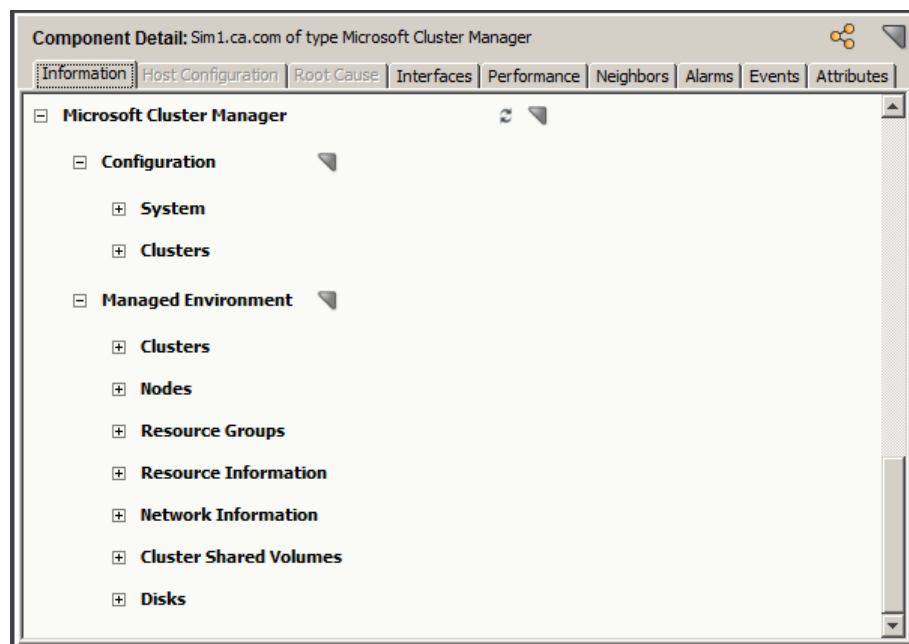 Component Detail: Sim1.ca.com of type Microsoft Cluster Manager
Information Host Configuration Root Cause Interfaces Performance Neighbors Alarms Events Attributes
Microsoft Cluster Manager
Configuration
System
Clusters
Managed Environment
Clusters
Nodes
Resource Groups
Resource Information
Network Information
Cluster Shared Volumes
Disks